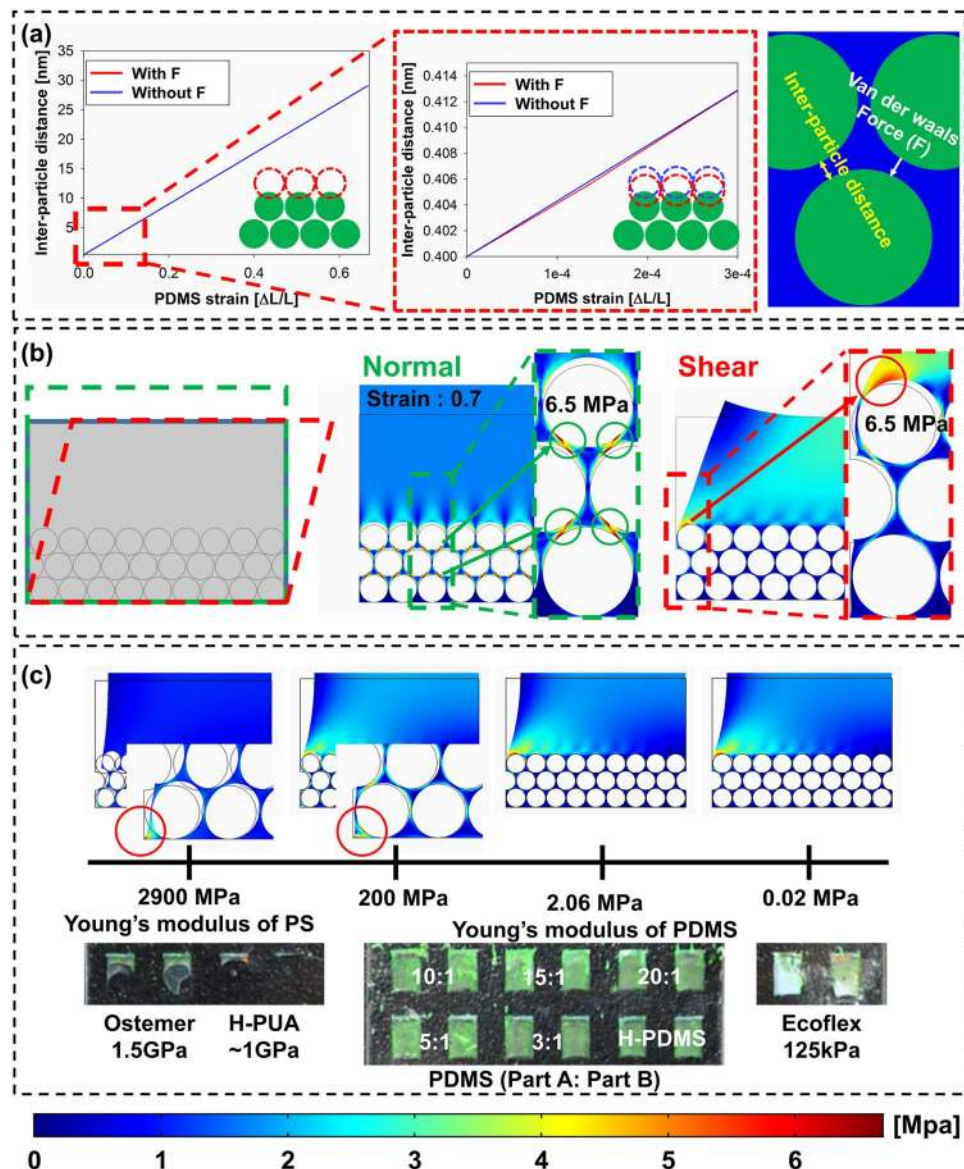 (a)
35
30
25
20
15
10
5
Inter-particle distance [nm]
With F
Without F
0.0
0.2
0.4
0.6
PDMS strain [ΔL/L]
0.414
0.412
0.410
0.408
0.406
0.404
0.402
0.400
Inter-particle distance [nm]
With F
Without F
0
1e-4
2e-4
3e-4
PDMS strain [ΔL/L]
Inter-particle distance
Van der waals
Force (F)
(b)
Normal
Strain : 0.7
6.5 MPa
Shear
6.5 MPa
(c)
2900 MPa
200 MPa
2.06 MPa
0.02 MPa
Young's modulus of PS
Young's modulus of PDMS
10:1
15:1
20:1
5:1
3:1
H-PDMS
Ostemer
1.5GPa
H-PUA
~1GPa
Ecoflex
125kPa
PDMS (Part A: Part B)
0
1
2
3
4
5
6
[Mpa]